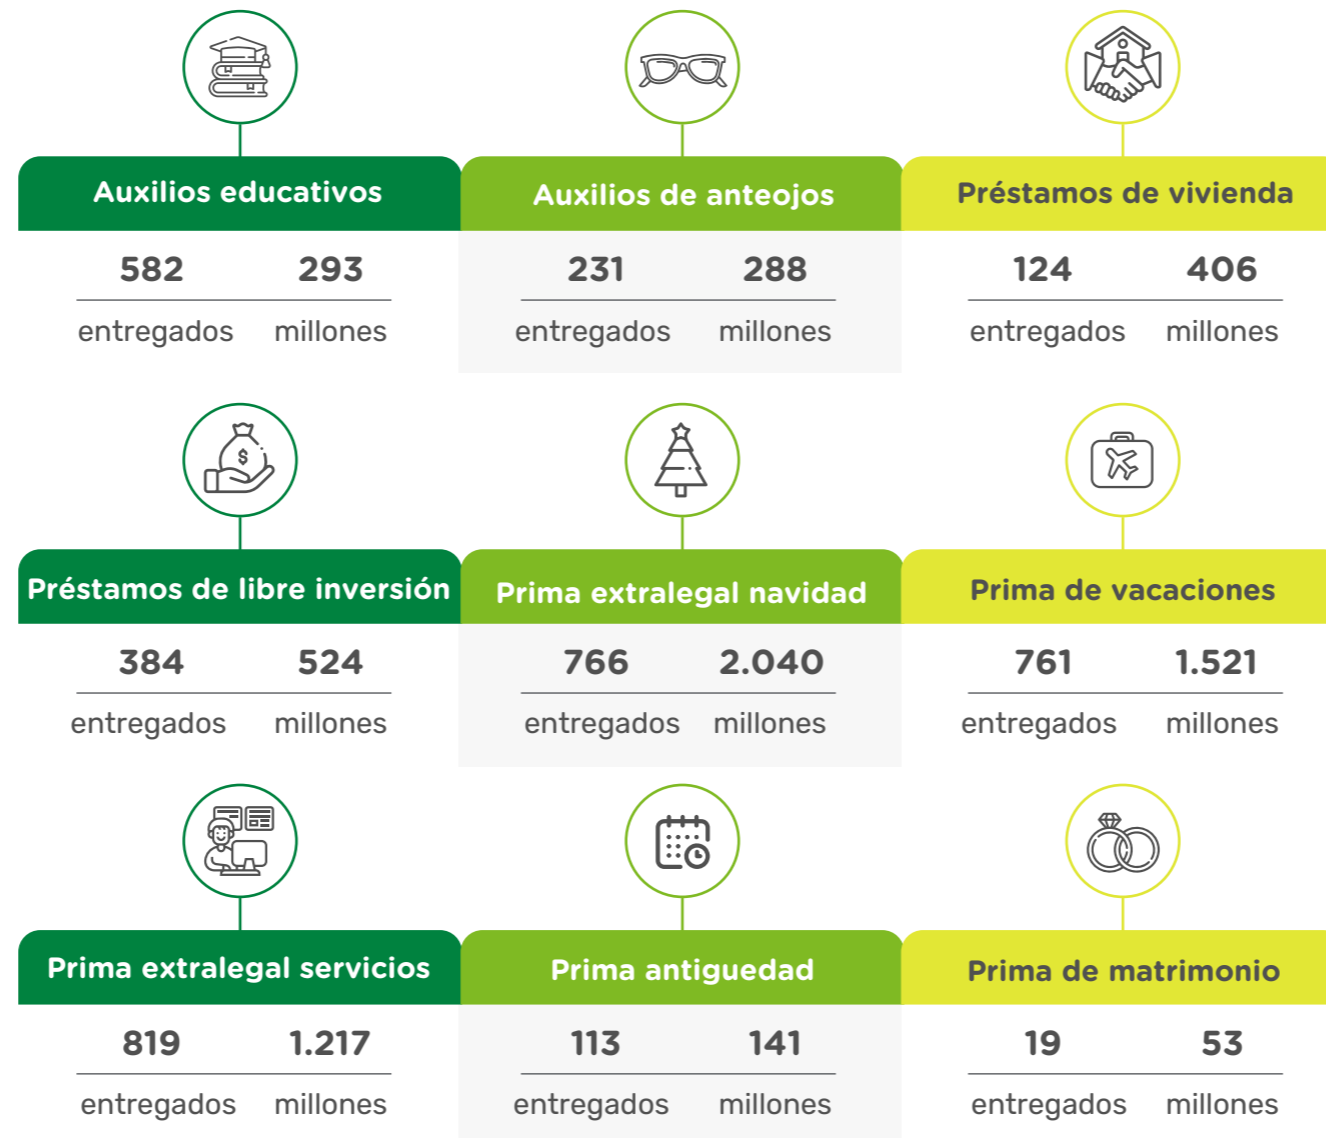 Auxilios educativos
582 293
entregados millones
Auxilios de anteojos
231 288
entregados millones
Préstamos de vivienda
124 406
entregados millones
$
Préstamos de libre inversión
384 524
entregados millones
Prima extralegal navidad
766 2.040
entregados millones
Prima de vacaciones
761 1.521
entregados millones
Prima extralegal servicios
819 1.217
entregados millones
Prima antiguedad
113 141
entregados millones
Prima de matrimonio
19 53
entregados millones